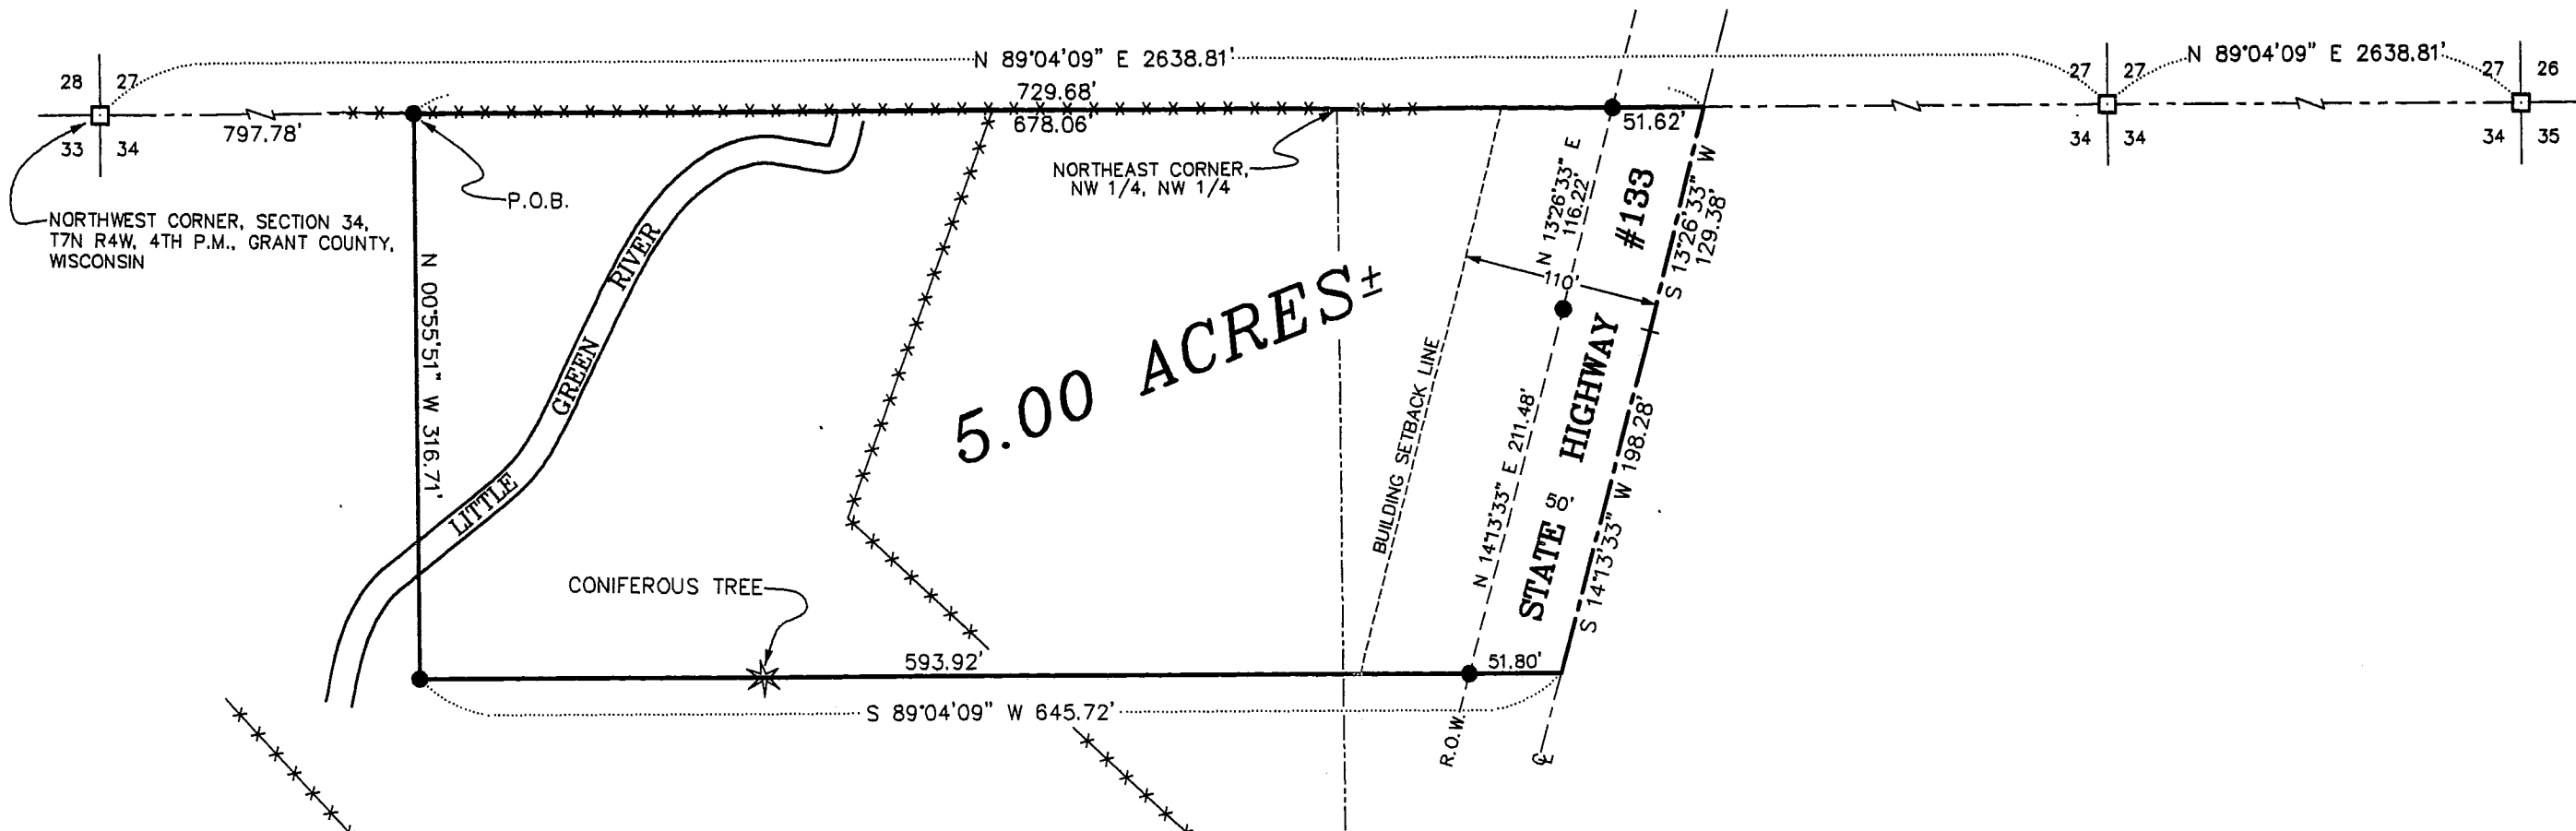 N 89°04'09" E 2638.81'
N 89°04'09" E 2638.81'
28 27
27 27
27 26
729.68'
797.78'
678.06'
51.62'
33 34
34 34
34 35
NORTHEAST CORNER,
NW 1/4, NW 1/4
P.O.B.
NORTHWEST CORNER, SECTION 34,
T7N R4W, 4TH P.M., GRANT COUNTY,
WISCONSIN
N 00°55'51" W 316.71'
LITTLE GREEN RIVER
5.00 ACRES±
BUILDING SETBACK LINE
N 13°26'33" E
116.22'
110'
N 14°13'33" E 211.48'
STATE HIGHWAY #133
50'
S 13°26'33" W
129.38'
S 14°13'33" W 198.28'
CONIFEROUS TREE
593.92'
51.80'
S 89°04'09" W 645.72'
R.O.W.
℄